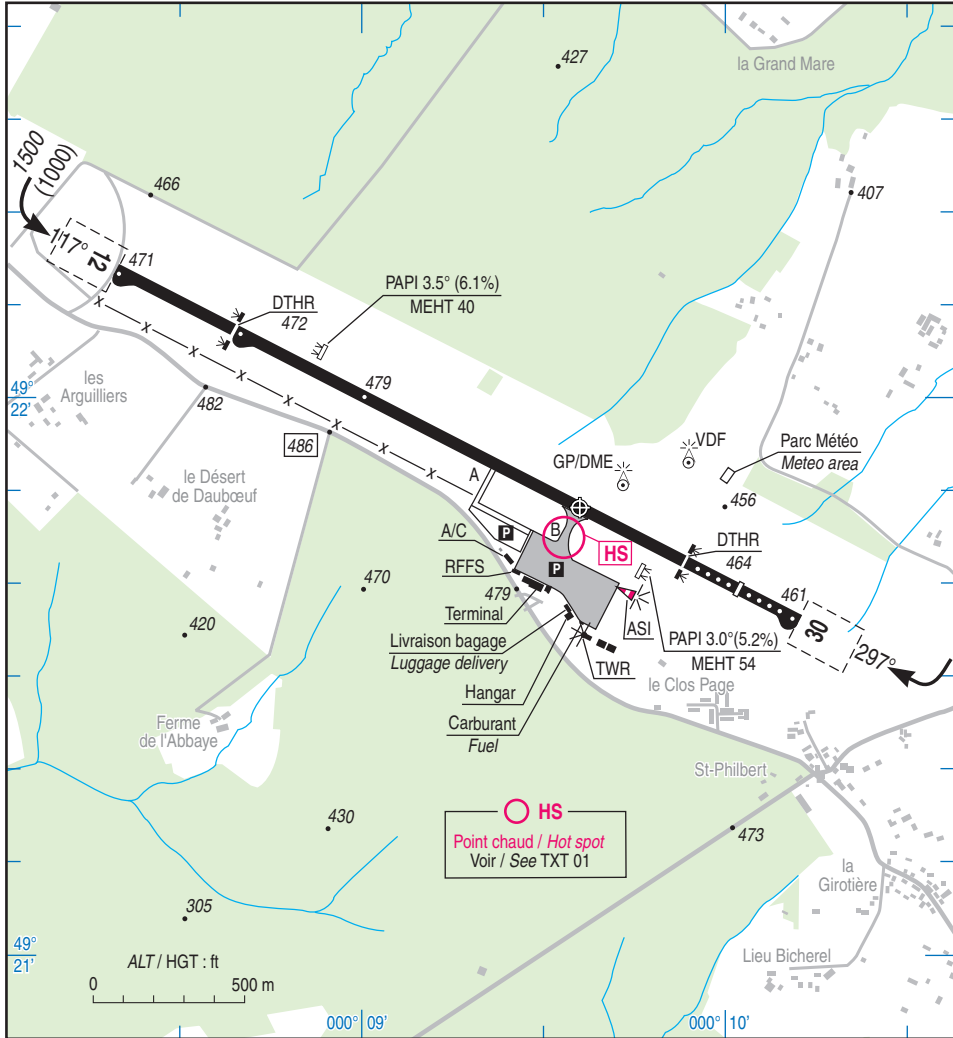 427
la Grand Mare
1500
(1000)
466
407
117°
12
471
DTHR
472
PAPI 3.5° (6.1%)
MEHT 40
les
Arguilliers
49°
22'
479
482
486
VDF
GP/DME
Parc Météo
Meteo area
le Désert
de Daubœuf
A
456
A/C
P
B
HS
DTHR
464
RFFS
P
470
479
461
Terminal
ASI
30
420
Livraison bagage
Luggage delivery
PAPI 3.0°(5.2%)
MEHT 54
297°
TWR
le Clos Page
Hangar
Ferme
de l'Abbaye
Carburant
Fuel
St-Philbert
HS
Point chaud / Hot spot
Voir / See TXT 01
430
473
la
Girotière
305
49°
21'
ALT / HGT : ft
0 500 m
Lieu Bicherel
000° 09'
000° 10'